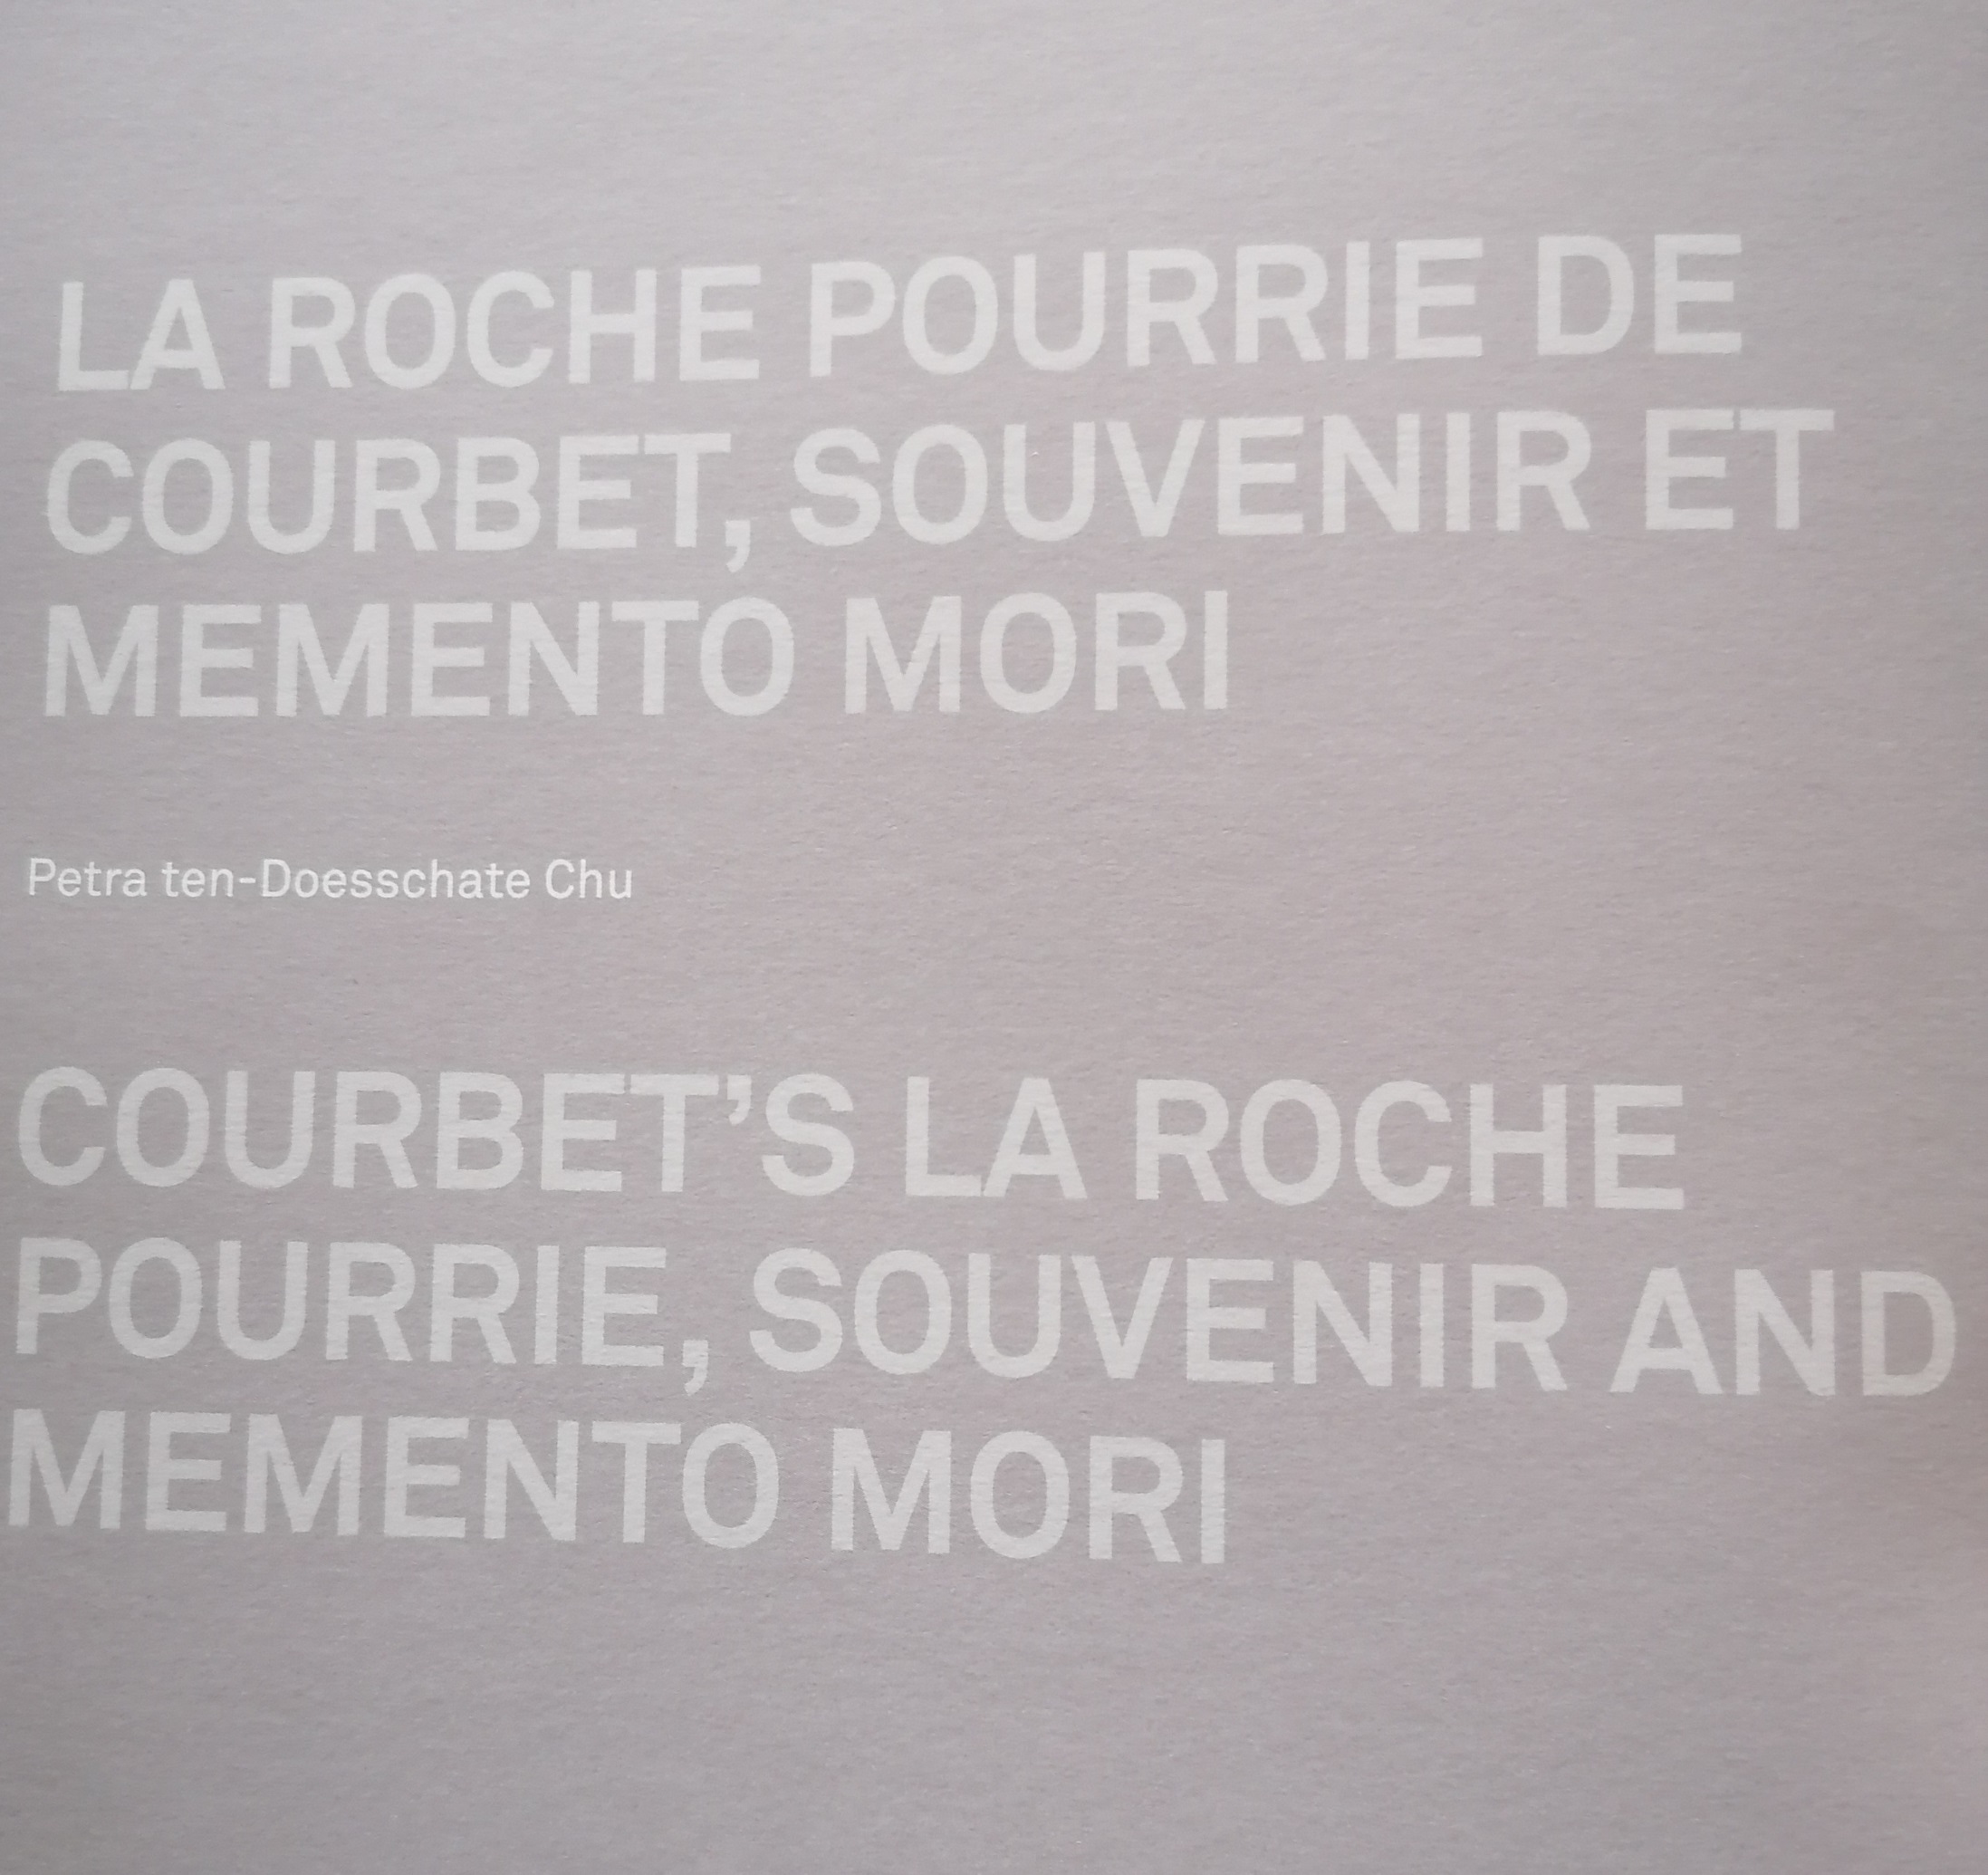 LA ROCHE POURRIE DE
COURBET, SOUVENIR ET
MEMENTO MORI
Petra ten-Doesschate Chu
COURBET’S LA ROCHE
POURRIE, SOUVENIR AND
MEMENTO MORI